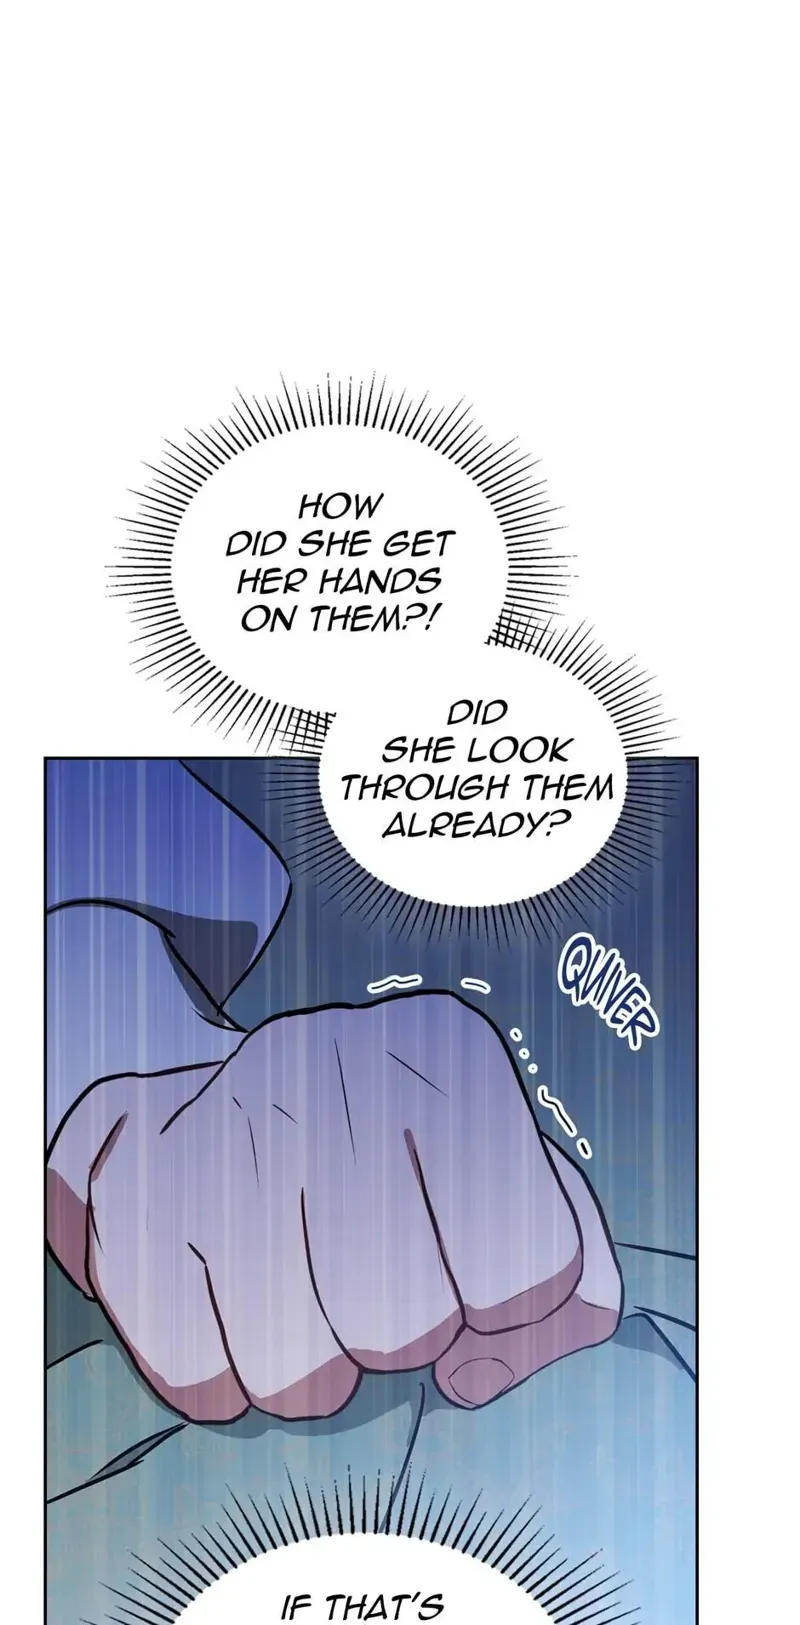 HOW
DID SHE GET
HER HANDS
ON THEM?!
DID
SHE LOOK
THROUGH THEM
ALREADY?
QUIVER
IF THAT'S